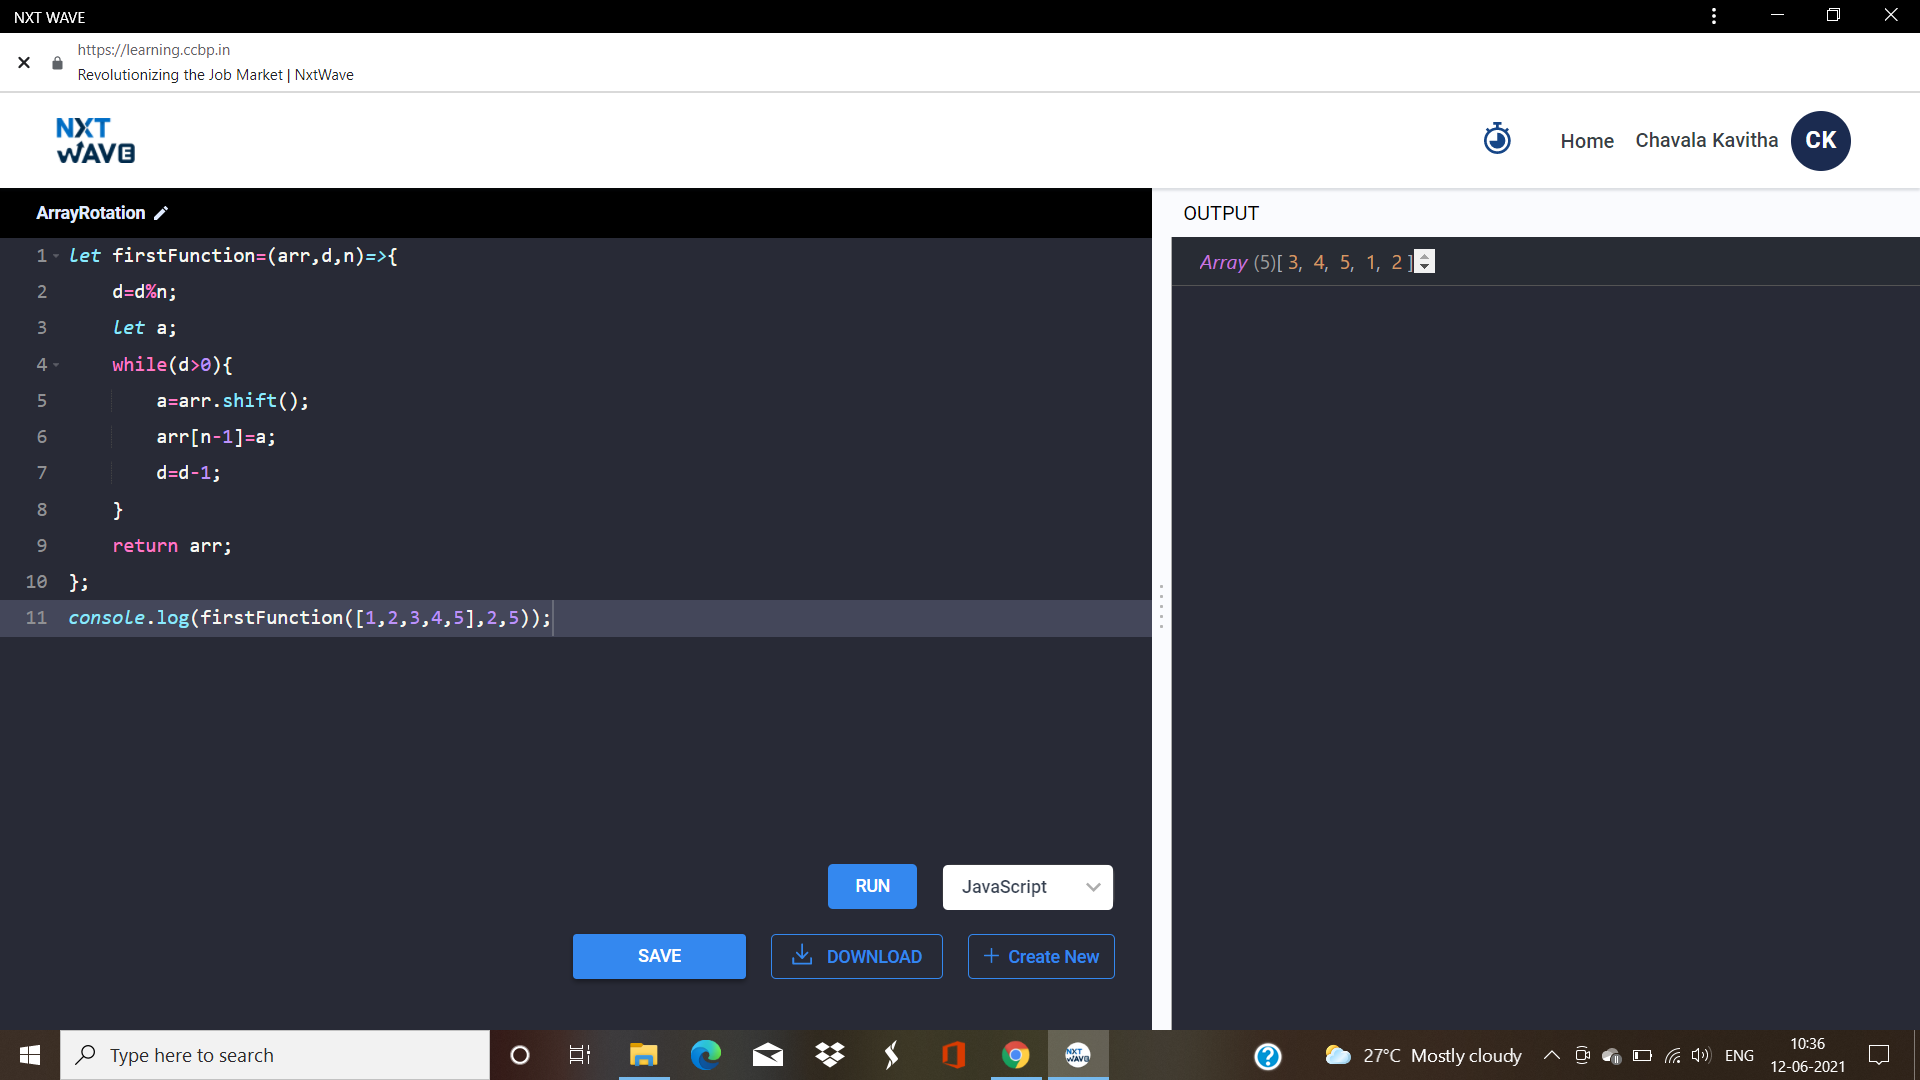 NXT WAVE
https://learning.ccbp.in
Revolutionizing the Job Market | NxtWave
NXT
WAVE
Home Chavala Kavitha CK
ArrayRotation
OUTPUT
1 let firstFunction=(arr,d,n)=>{
2 d=d%n;
3 let a;
4 while(d>0){
5 a=arr.shift();
6 arr[n-1]=a;
7 d=d-1;
8 }
9 return arr;
10 };
11 console.log(firstFunction([1,2,3,4,5],2,5));
Array (5)[ 3, 4, 5, 1, 2 ]
RUN JavaScript
SAVE DOWNLOAD + Create New
Type here to search
NXT
WAVE
27°C Mostly cloudy
ENG
10:36
12-06-2021